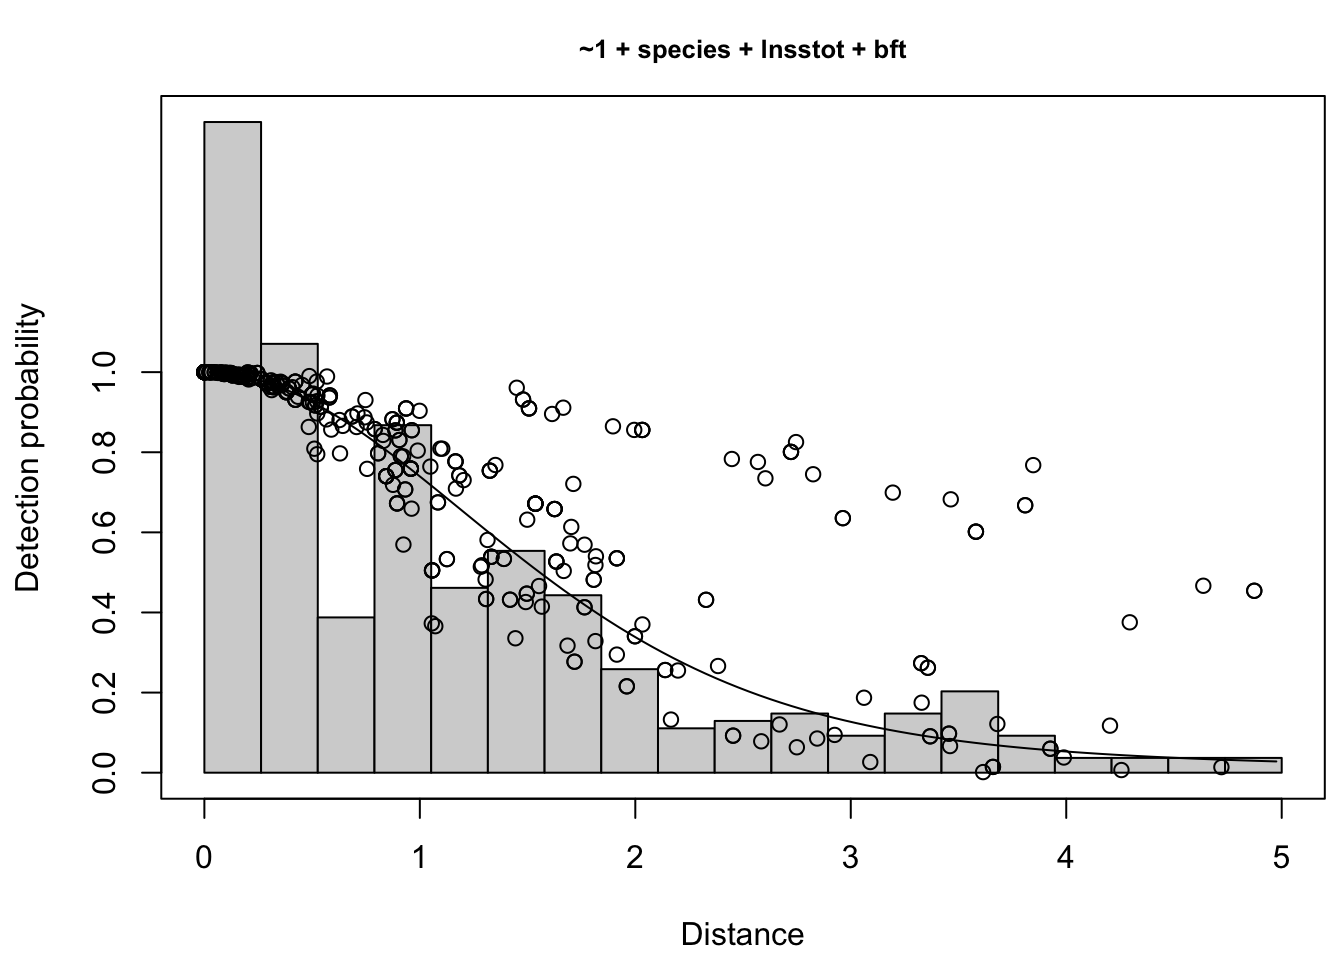 ~1 + species + lnsstot + bft
Detection probability
1.0
0.8
0.6
0.4
0.2
0.0
0 1 2 3 4 5
Distance